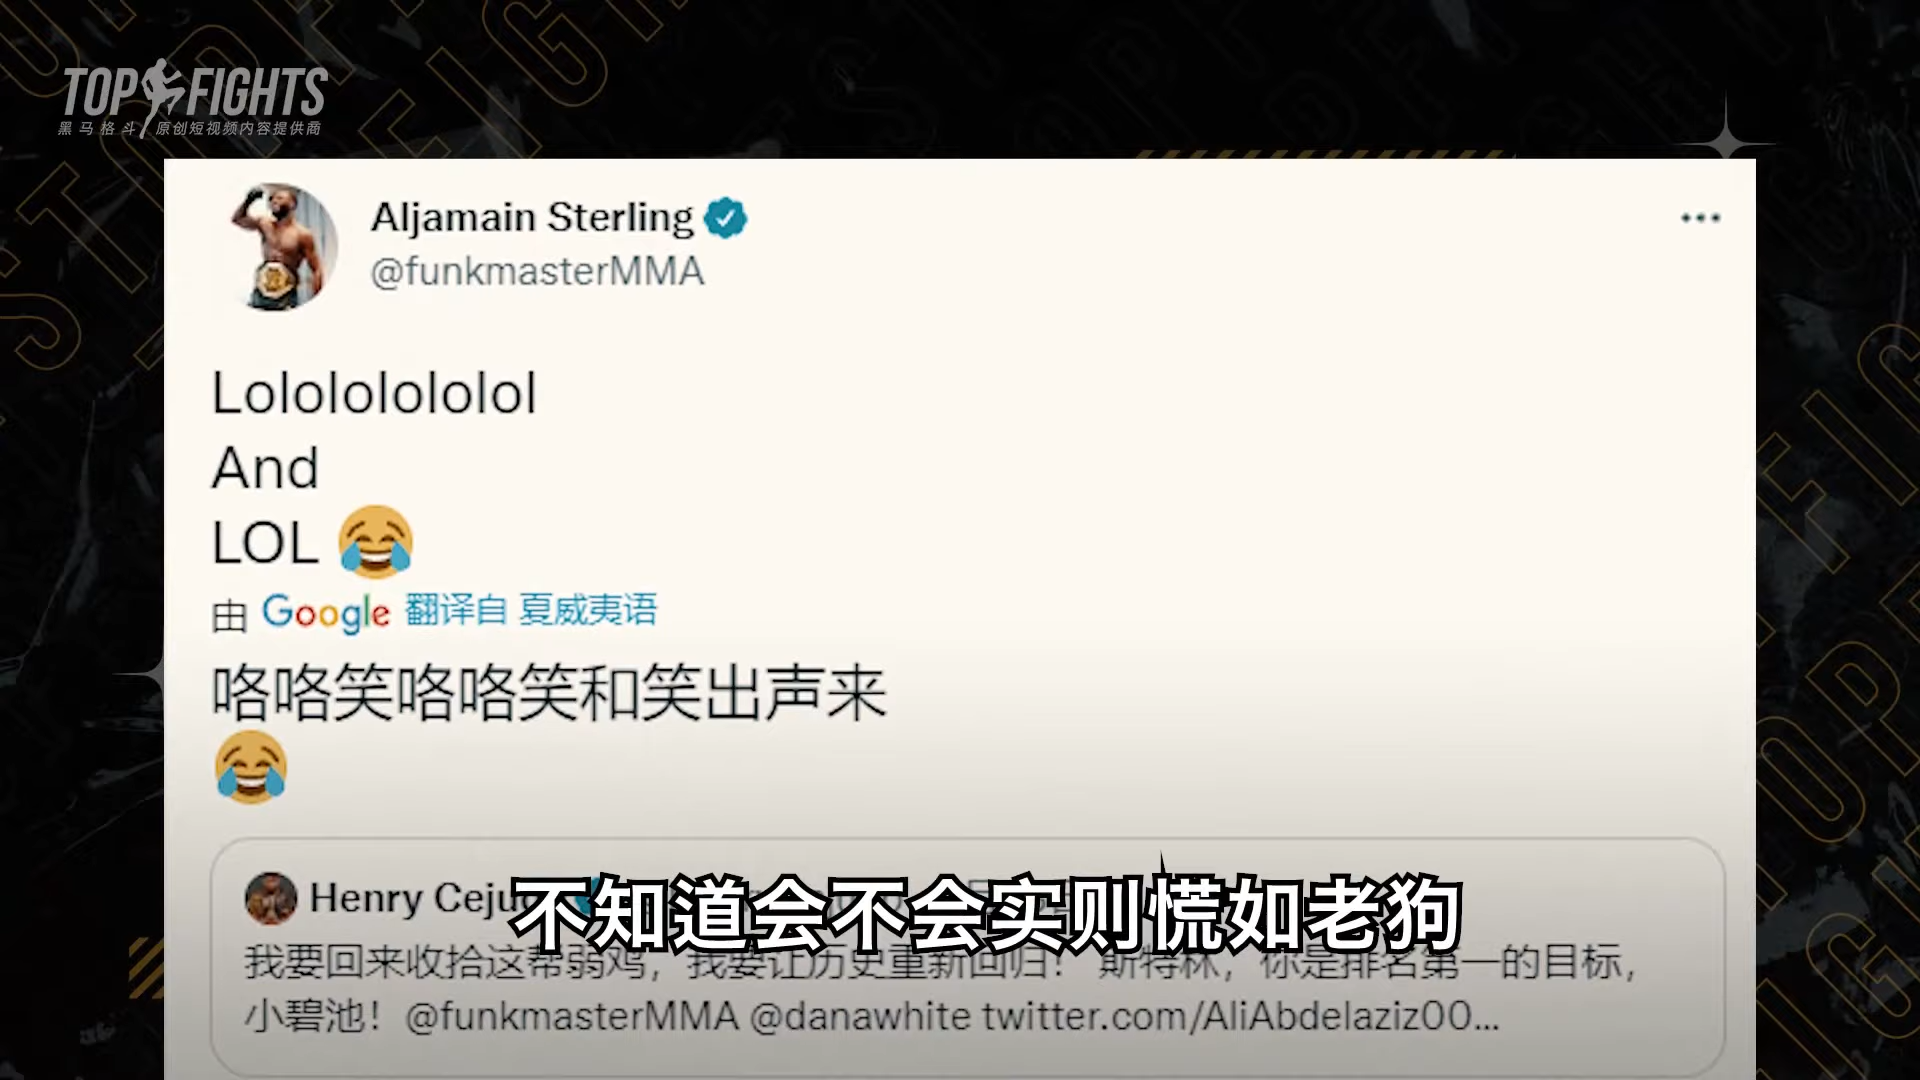 TOP FIGHTS
黑马格斗 原创短视频内容提供商
Aljamain Sterling
@funkmasterMMA
Lolololololol
And
LOL 😂
由 Google 翻译自 夏威夷语
咯咯笑咯咯笑和笑出声来
😂
Henry Ceju
不知道会不会实则慌如老狗
我要回来收拾这帮弱鸡，我要让历史重新回归！ 斯特林，你是排名第一的目标，
小碧池！@funkmasterMMA @danawhite twitter.com/AliAbdelaziz00...